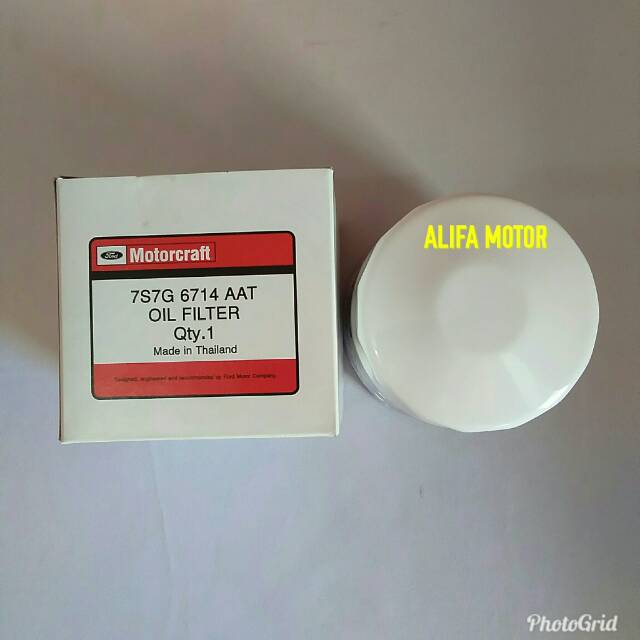 Ford
Motorcraft
7S7G 6714 AAT
OIL FILTER
Qty.1
Made in Thailand
Designed, engineered and recommended by Ford Motor Company.
ALIFA MOTOR
PhotoGrid